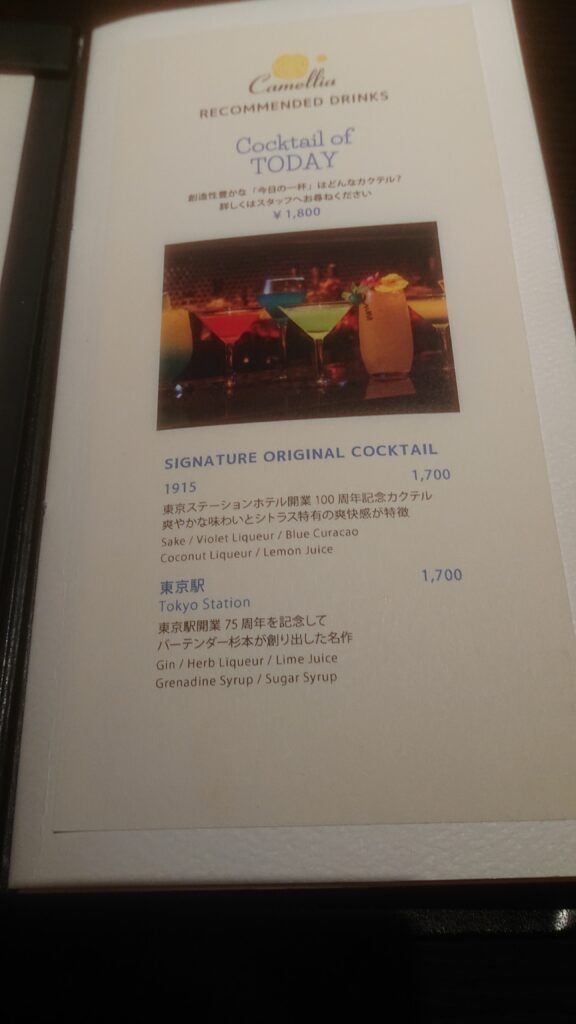 Camellia
RECOMMENDED DRINKS
Cocktail of
TODAY
創造性豊かな「今日の一杯」はどんなカクテル?
詳しくはスタッフへお尋ねください
¥1,800
SIGNATURE ORIGINAL COCKTAIL
1915 1,700
東京ステーションホテル開業100周年記念カクテル
爽やかな味わいとシトラス特有の爽快感が特徴
Sake / Violet Liqueur / Blue Curacao
Coconut Liqueur / Lemon Juice
東京駅 1,700
Tokyo Station
東京駅開業75周年を記念して
バーテンダー杉本が創り出した名作
Gin / Herb Liqueur / Lime Juice
Grenadine Syrup / Sugar Syrup